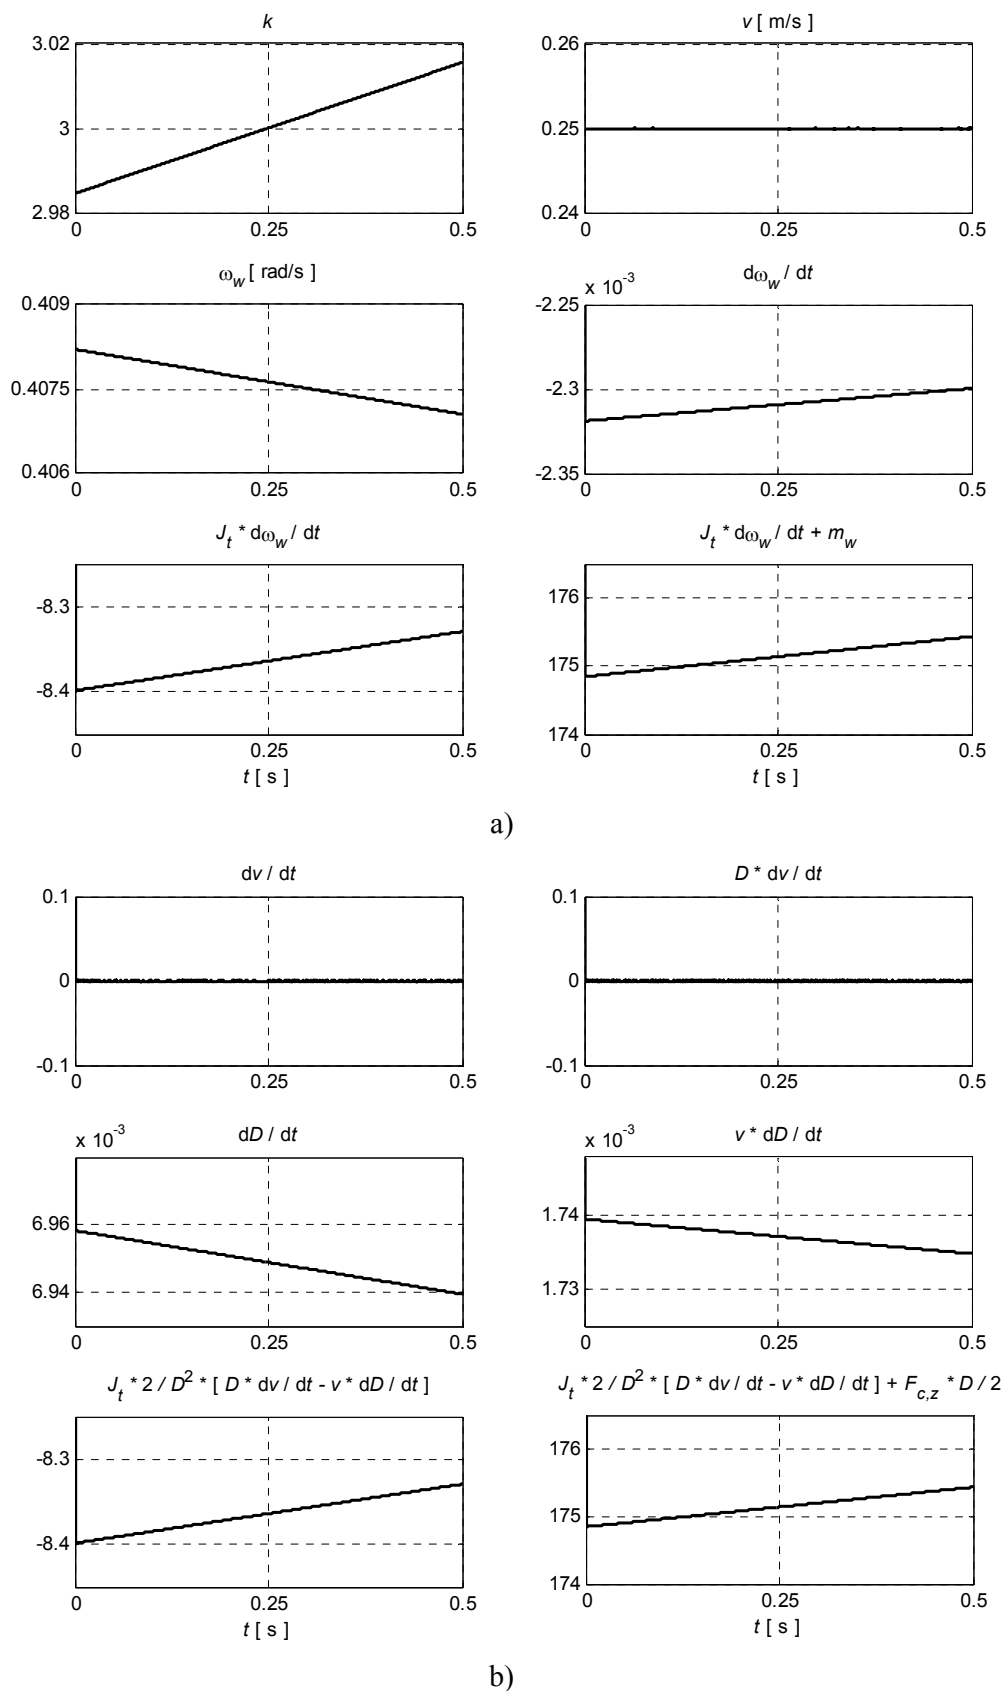 k
3.02
3
2.98
0 0.25 0.5
v [ m/s ]
0.26
0.25
0.24
0 0.25 0.5
ω_w [ rad/s ]
0.409
0.4075
0.406
0 0.25 0.5
dω_w / dt
x 10^-3
-2.25
-2.3
-2.35
0 0.25 0.5
J_t * dω_w / dt
-8.3
-8.4
0 0.25 0.5
t [ s ]
J_t * dω_w / dt + m_w
176
175
174
0 0.25 0.5
t [ s ]
a)
dv / dt
0.1
0
-0.1
0 0.25 0.5
D * dv / dt
0.1
0
-0.1
0 0.25 0.5
dD / dt
x 10^-3
6.96
6.94
0 0.25 0.5
v * dD / dt
x 10^-3
1.74
1.73
0 0.25 0.5
J_t * 2 / D^2 * [ D * dv / dt - v * dD / dt ]
-8.3
-8.4
0 0.25 0.5
t [ s ]
J_t * 2 / D^2 * [ D * dv / dt - v * dD / dt ] + F_c,z * D / 2
176
175
174
0 0.25 0.5
t [ s ]
b)